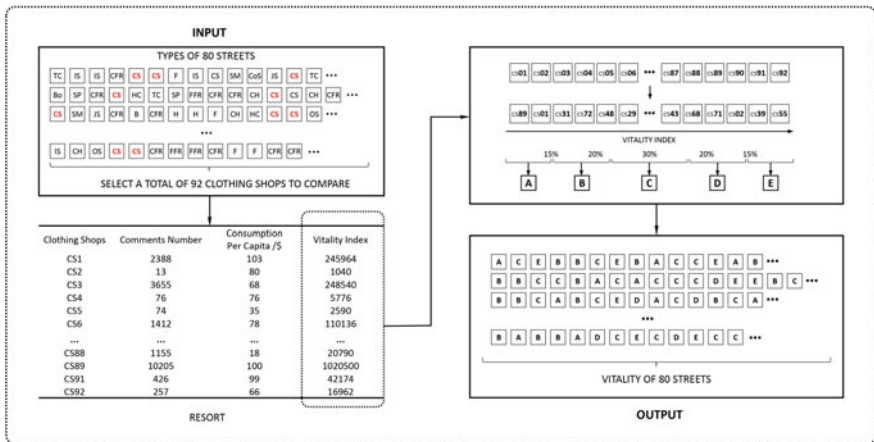 INPUT
TYPES OF 80 STREETS
TC IS IS CFR CS CS F IS CS SM CoS JS CS TC •••
Bo SP CFR CS HC TC SP FFR CFR CFR CH CS CS CH CFR •••
CS SM JS CFR B CFR H H F CH HC CS CS OS •••
•••
IS CH OS CS CS CFR FFR CFR CFR F F CFR CFR •••
SELECT A TOTAL OF 92 CLOTHING SHOPS TO COMPARE
Clothing Shops Comments Number Consumption Per Capita /$ Vitality Index
CS1 2388 103 245964
CS2 13 80 1040
CS3 3655 68 248540
CS4 76 76 5776
CS5 74 35 2590
CS6 1412 78 110136
... ... ... ...
CS88 1155 18 20790
CS89 10205 100 1020500
CS91 426 99 42174
CS92 257 66 16962
RESORT
CS01 CS02 CS03 CS04 CS05 CS06 ••• CS87 CS88 CS89 CS90 CS91 CS92
CS89 CS01 CS31 CS72 CS48 CS29 ••• CS43 CS68 CS71 CS02 CS39 CS55
VITALITY INDEX
15% 20% 30% 20% 15%
A B C D E
A C E B B C E B A C C E A B •••
B B C C B A C A C C C D E E B C •••
B B C A B C E D A C D B C A •••
•••
B A B B A D C E C D E C C •••
VITALITY OF 80 STREETS
OUTPUT